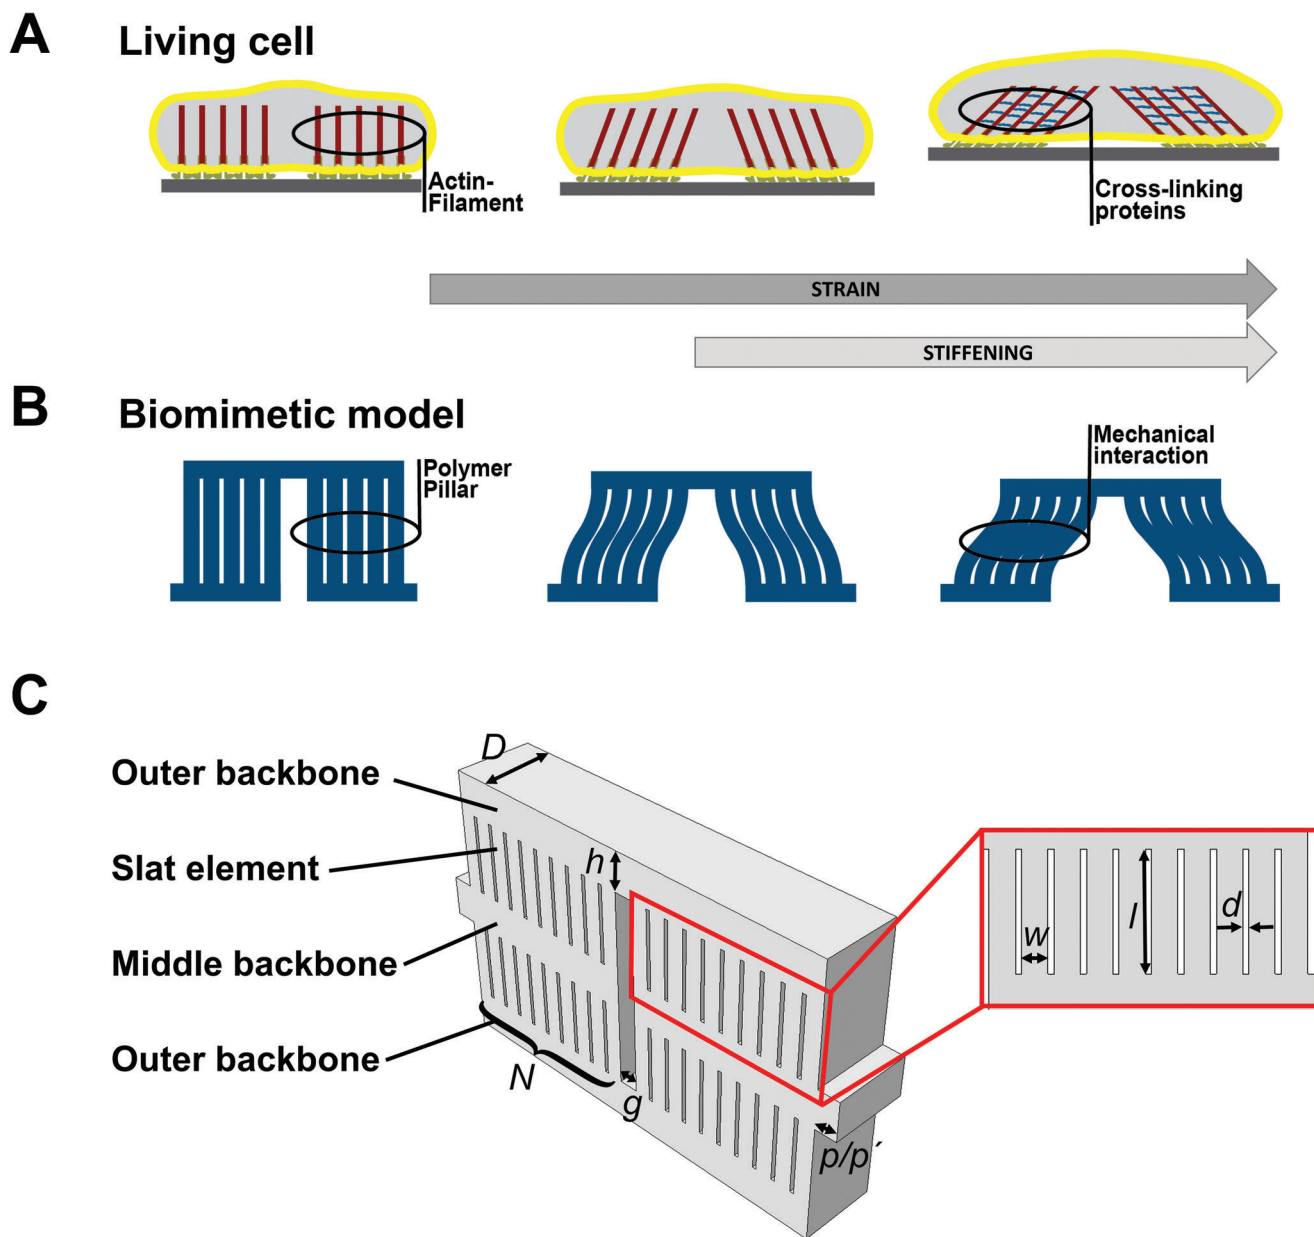 A
Living cell
Actin-
Filament
Cross-linking
proteins
STRAIN
STIFFENING
B
Biomimetic model
Polymer
Pillar
Mechanical
interaction
C
Outer backbone
Slat element
Middle backbone
Outer backbone
D
h
N
g
p/p´
w
l
d